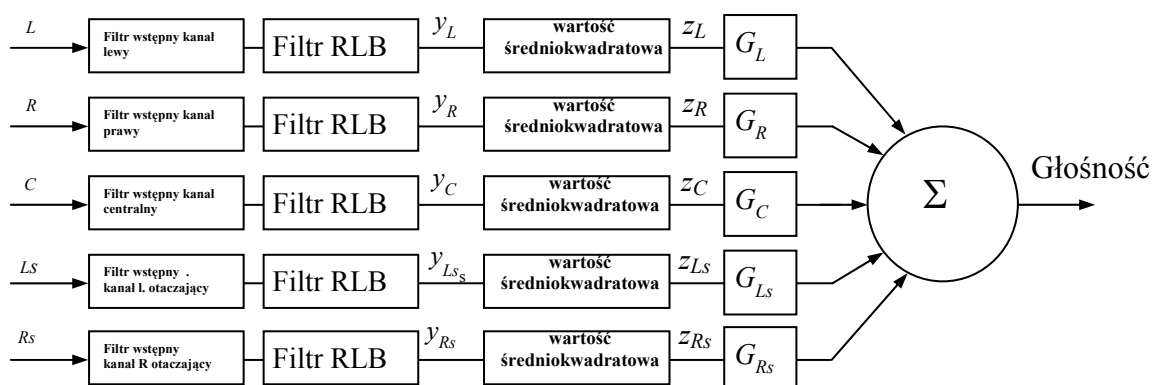 L
Filtr wstępny kanał
lewy
Filtr RLB
y_L
wartość
średniokwadratowa
z_L
G_L
R
Filtr wstępny kanał
prawy
Filtr RLB
y_R
wartość
średniokwadratowa
z_R
G_R
C
Filtr wstępny kanał
centralny
Filtr RLB
y_C
wartość
średniokwadratowa
z_C
G_C
Σ
Głośność
Ls
Filtr wstępny .
kanał l. otaczający
Filtr RLB
y_Ls_s
wartość
średniokwadratowa
z_Ls
G_Ls
Rs
Filtr wstępny
kanał R otaczający
Filtr RLB
y_Rs
wartość
średniokwadratowa
z_Rs
G_Rs